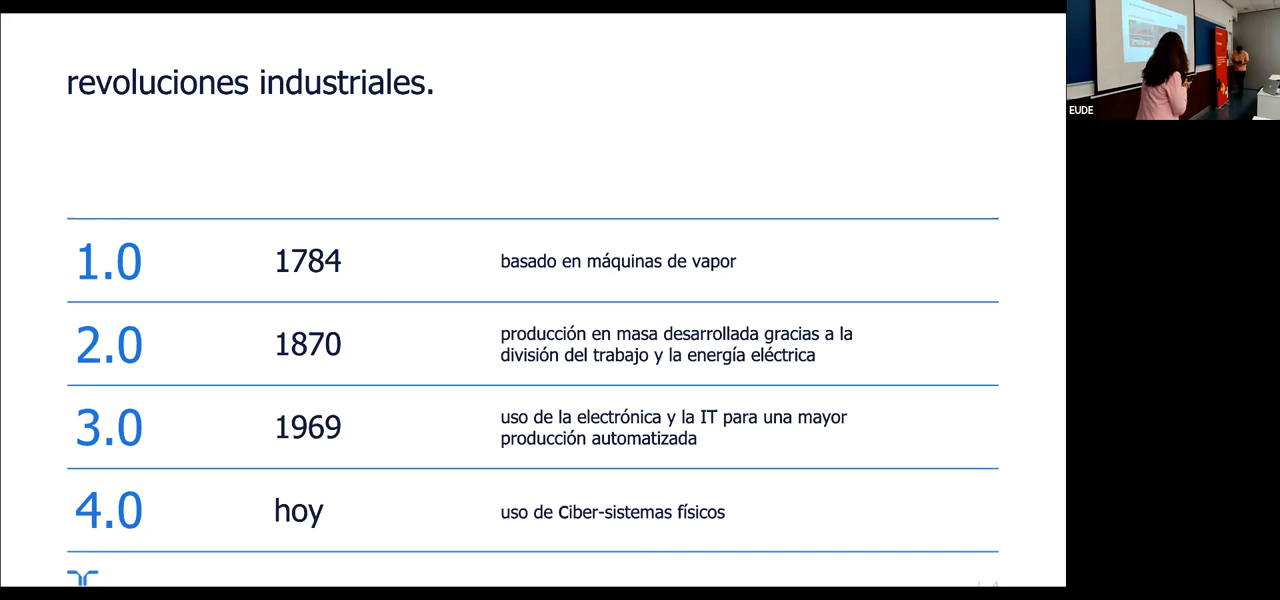 revoluciones industriales.
1.0 1784 basado en máquinas de vapor
2.0 1870 producción en masa desarrollada gracias a la
división del trabajo y la energía eléctrica
3.0 1969 uso de la electrónica y la IT para una mayor
producción automatizada
4.0 hoy uso de Ciber-sistemas físicos
EUDE